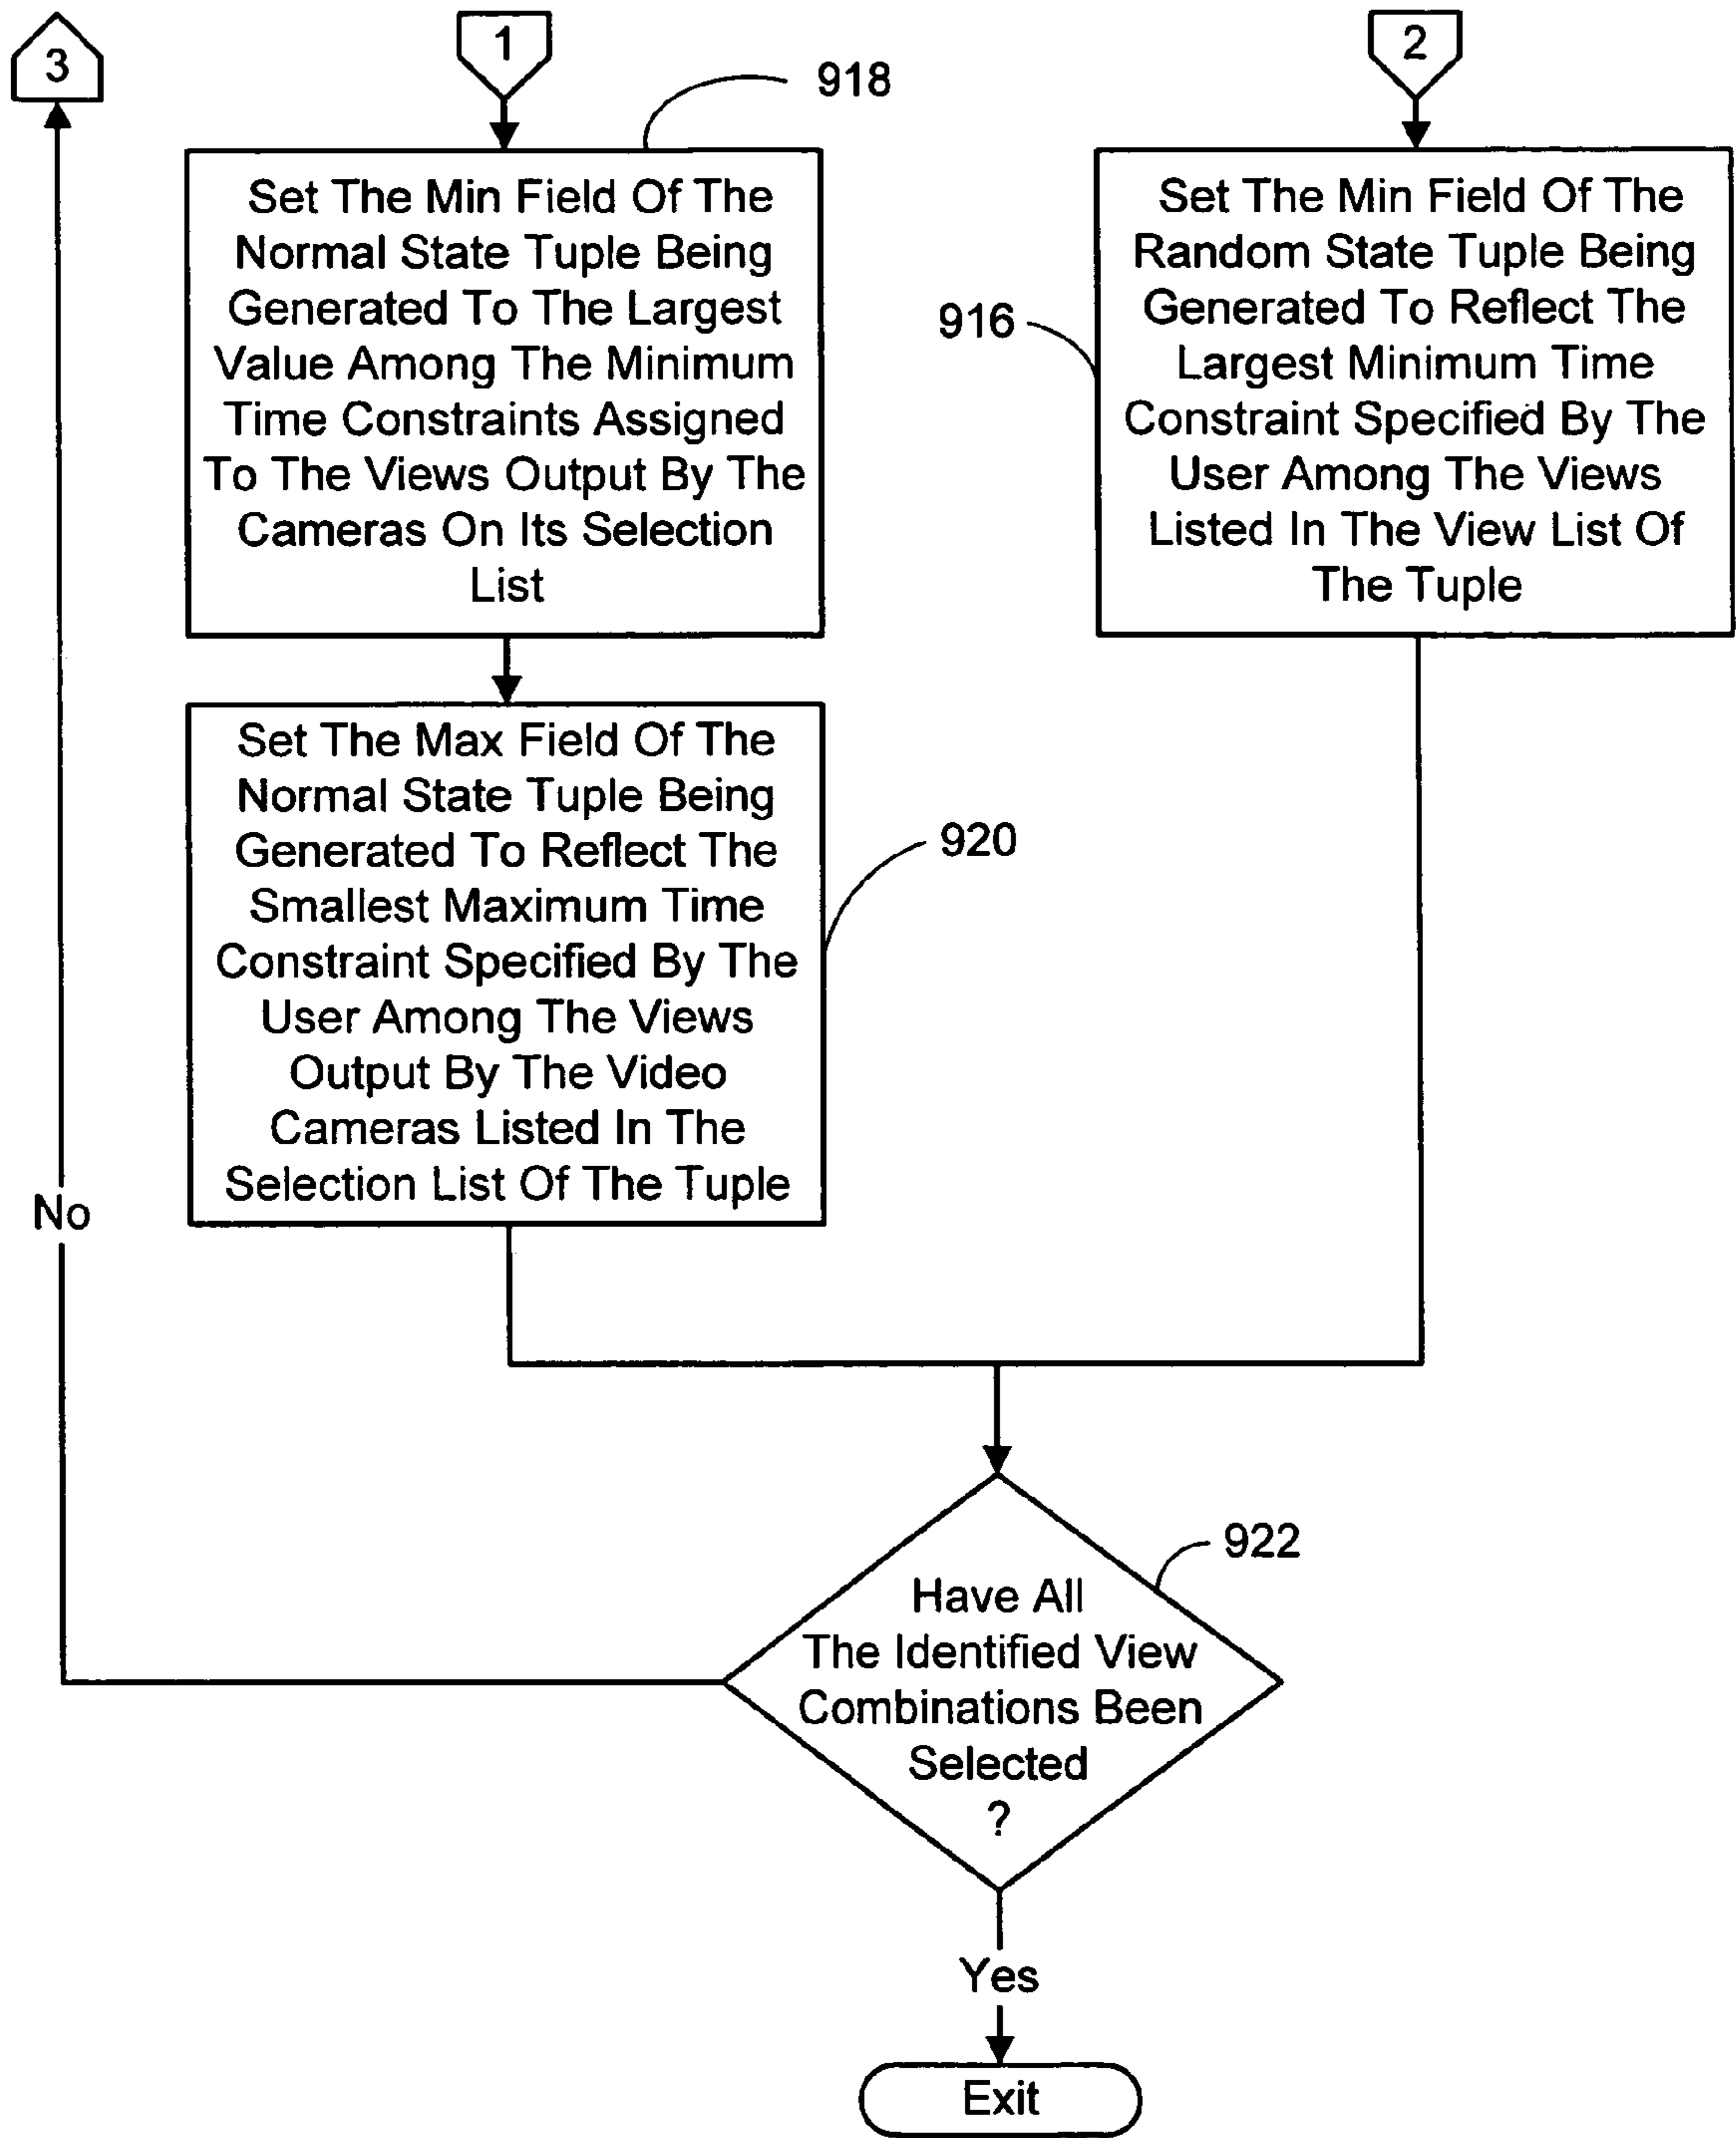 3
1
2
918
Set The Min Field Of The
Normal State Tuple Being
Generated To The Largest
Value Among The Minimum
Time Constraints Assigned
To The Views Output By The
Cameras On Its Selection
List
916
Set The Min Field Of The
Random State Tuple Being
Generated To Reflect The
Largest Minimum Time
Constraint Specified By The
User Among The Views
Listed In The View List Of
The Tuple
Set The Max Field Of The
Normal State Tuple Being
Generated To Reflect The
Smallest Maximum Time
Constraint Specified By The
User Among The Views
Output By The Video
Cameras Listed In The
Selection List Of The Tuple
920
No
922
Have All
The Identified View
Combinations Been
Selected
?
Yes
Exit